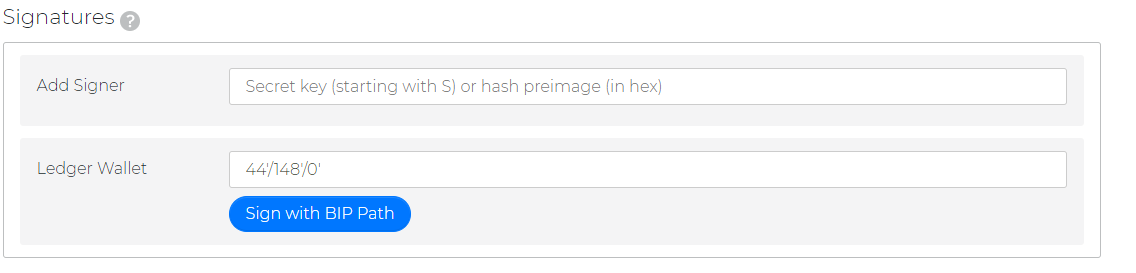 Signatures ?
Add Signer
Secret key (starting with S) or hash preimage (in hex)
Ledger Wallet
44'/148'/0'
Sign with BIP Path